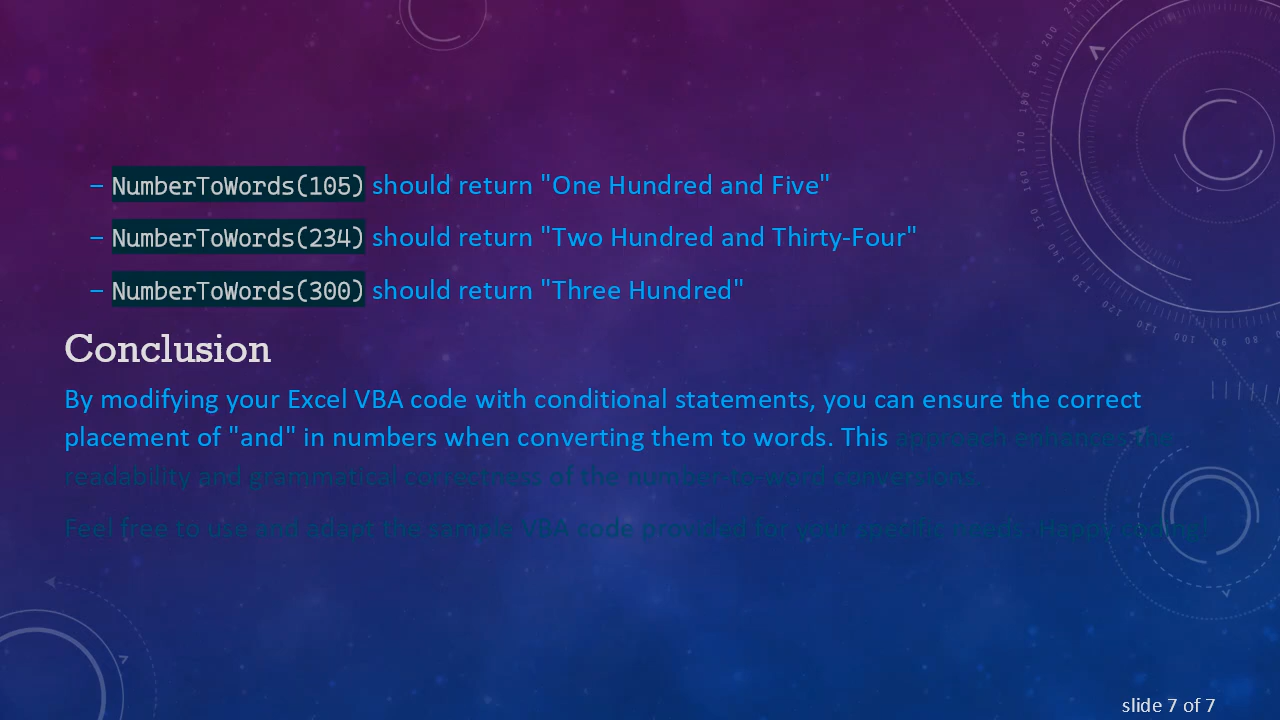 – NumberToWords(105) should return "One Hundred and Five"
– NumberToWords(234) should return "Two Hundred and Thirty-Four"
– NumberToWords(300) should return "Three Hundred"
Conclusion
By modifying your Excel VBA code with conditional statements, you can ensure the correct
placement of "and" in numbers when converting them to words. This approach enhances the
readability and grammatical correctness of the number-to-word conversions.
Feel free to use and adapt the sample VBA code provided for your specific needs. Happy coding!
slide 7 of 7